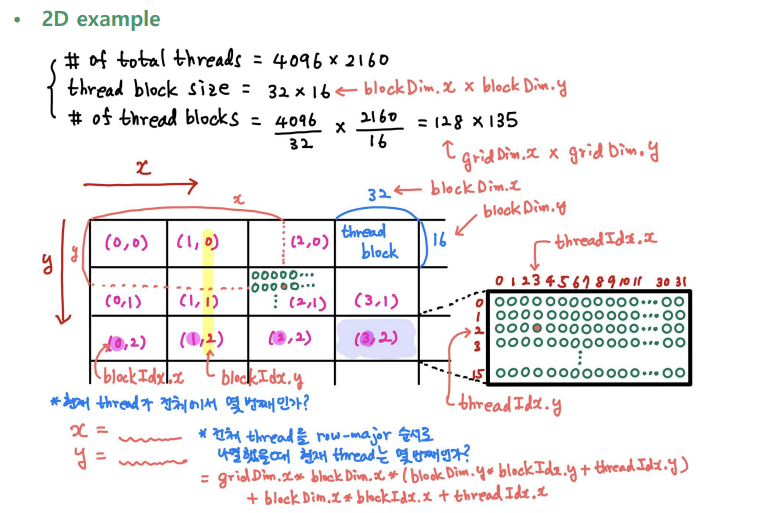 • 2D example
# of total threads = 4096 × 2160
thread block size = 32 × 16 ← blockDim.x × blockDim.y
# of thread blocks = 4096/32 × 2160/16 = 128 × 135
gridDim.x × gridDim.y
x
x
32 ← blockDim.x
blockDim.y
y
y
(0,0) (1,0) (2,0) thread block
16
threadIdx.x
(0,1) (1,1) (2,1) (3,1)
(0,2) (1,2) (2,2) (3,2)
0 1 2 3 4 5 6 7 8 9 10 11 30 31
0
1
2
3
15
blockIdx.x blockIdx.y
threadIdx.y
* 현재 thread가 전체에서 몇 번째인가?
x =
y =
* 전체 thread를 row-major 순서로
나열했을때 현재 thread는 몇 번째인가?
= gridDim.x * blockDim.x * (blockDim.y * blockIdx.y + threadIdx.y)
+ blockDim.x * blockIdx.x + threadIdx.x